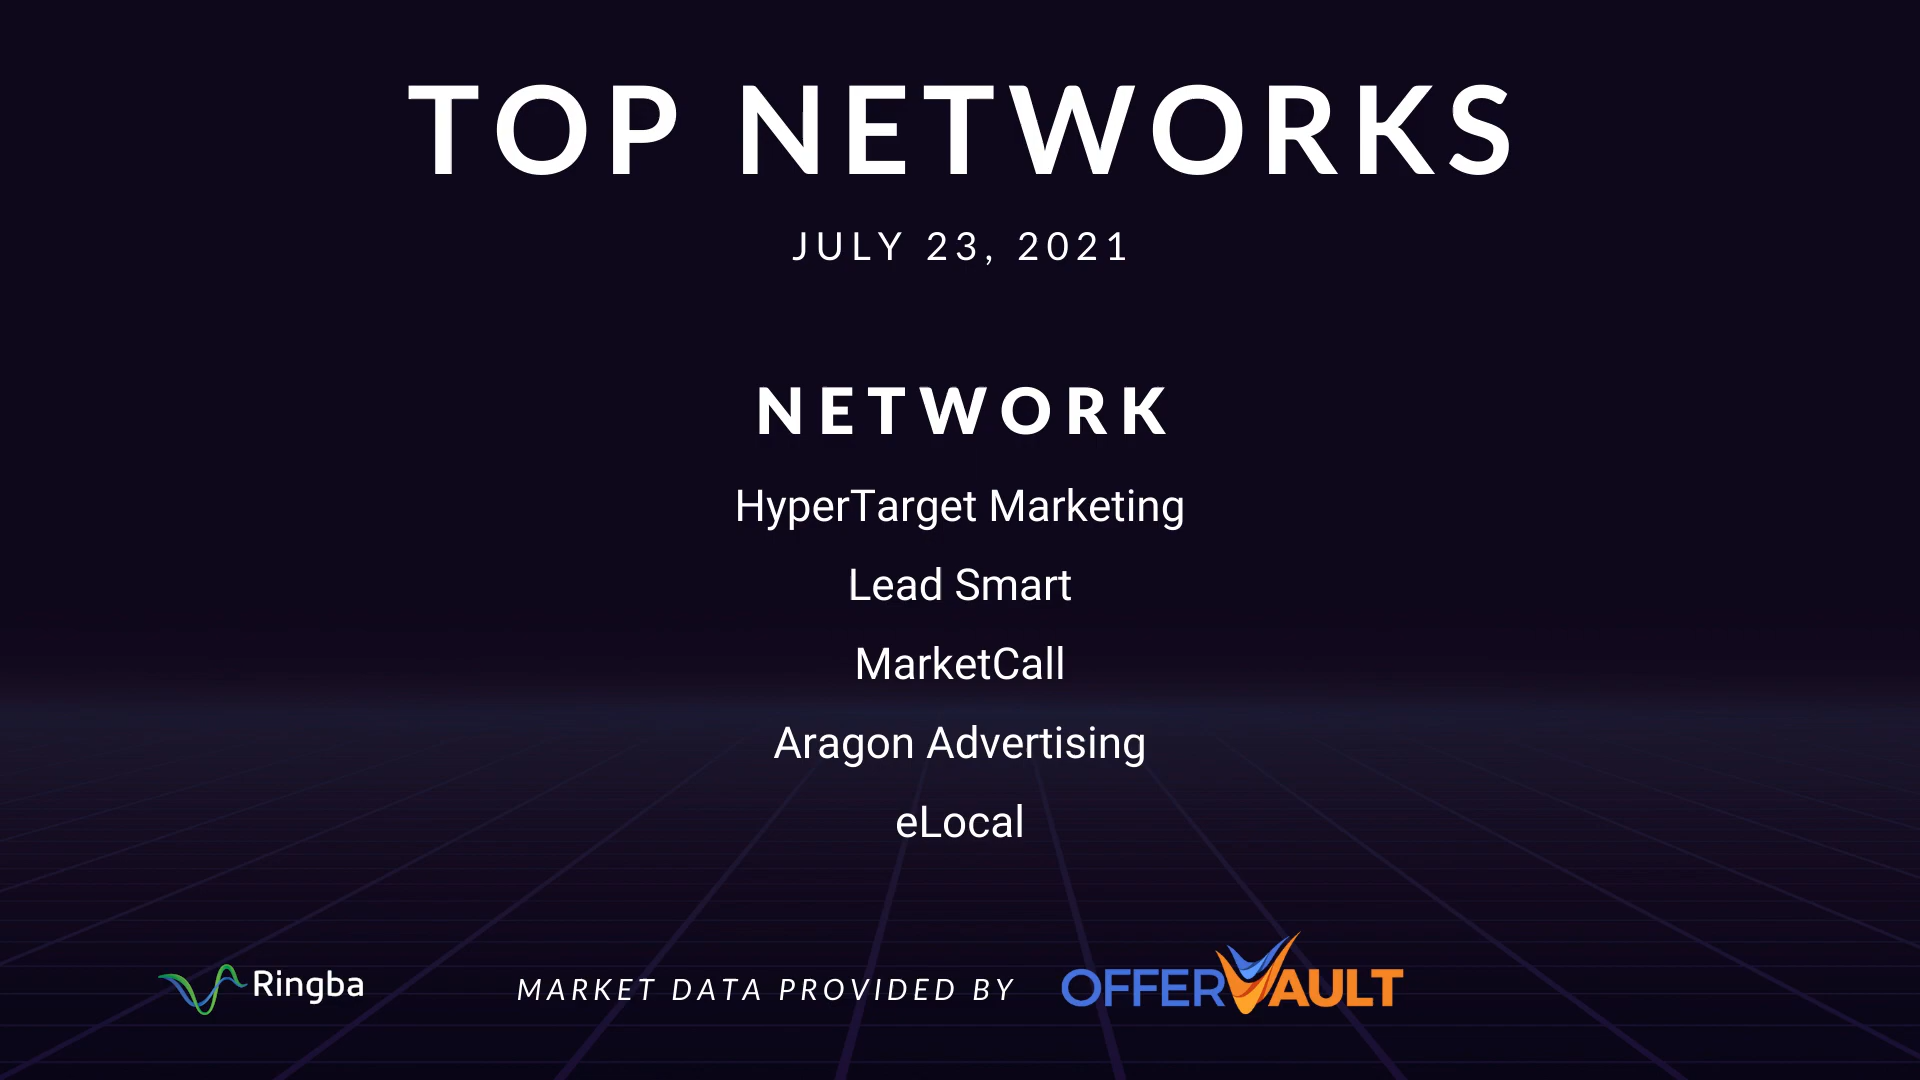 TOP NETWORKS
JULY 23, 2021
NETWORK
HyperTarget Marketing
Lead Smart
MarketCall
Aragon Advertising
eLocal
Ringba
MARKET DATA PROVIDED BY
OFFERVAULT